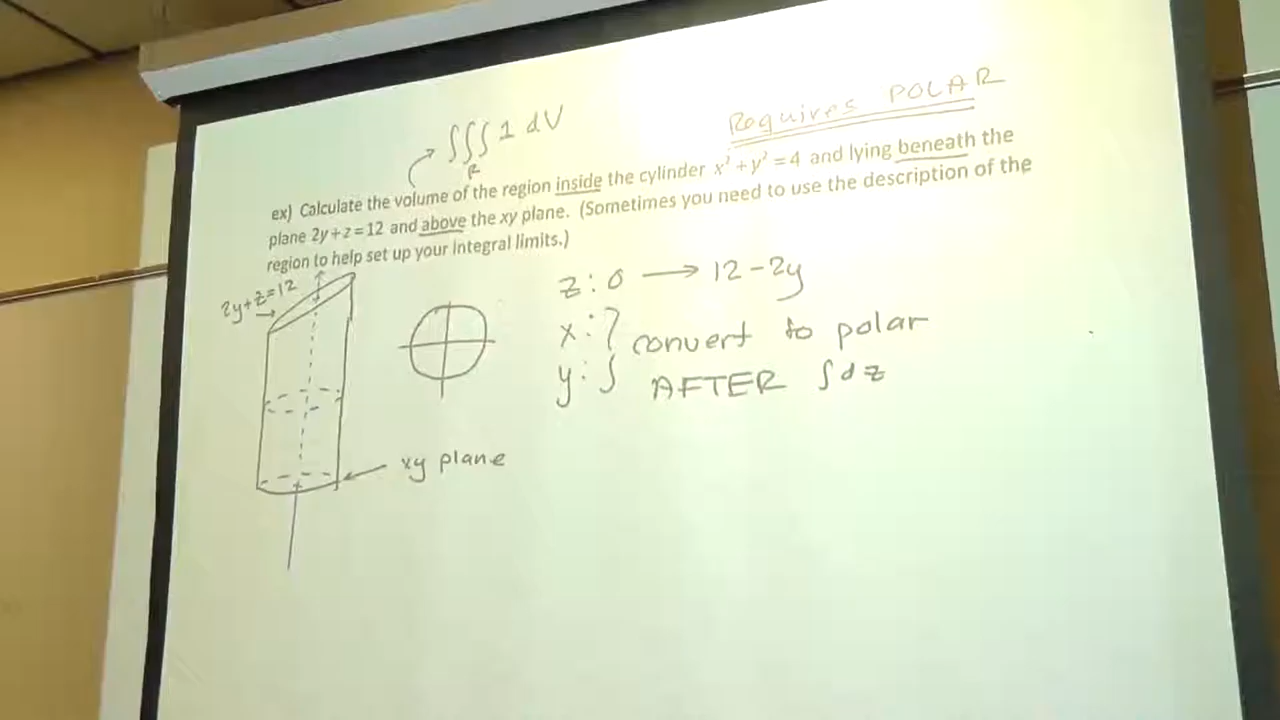 Requires POLAR
∫∫∫ 1 dV
R
ex) Calculate the volume of the region inside the cylinder x² + y² = 4 and lying beneath the
plane 2y + z = 12 and above the xy plane. (Sometimes you need to use the description of the
region to help set up your integral limits.)
2y+z=12
z : 0 → 12-2y
x : } convert to polar
y : AFTER ∫dz
xy plane